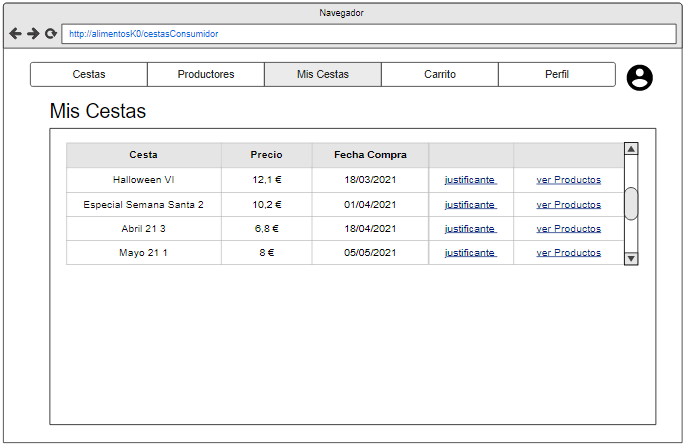 Navegador
http://alimentosK0/cestasConsumidor
Cestas Productores Mis Cestas Carrito Perfil
Mis Cestas
Cesta Precio Fecha Compra
Halloween VI 12,1 € 18/03/2021 justificante ver Productos
Especial Semana Santa 2 10,2 € 01/04/2021 justificante ver Productos
Abril 21 3 6,8 € 18/04/2021 justificante ver Productos
Mayo 21 1 8 € 05/05/2021 justificante ver Productos